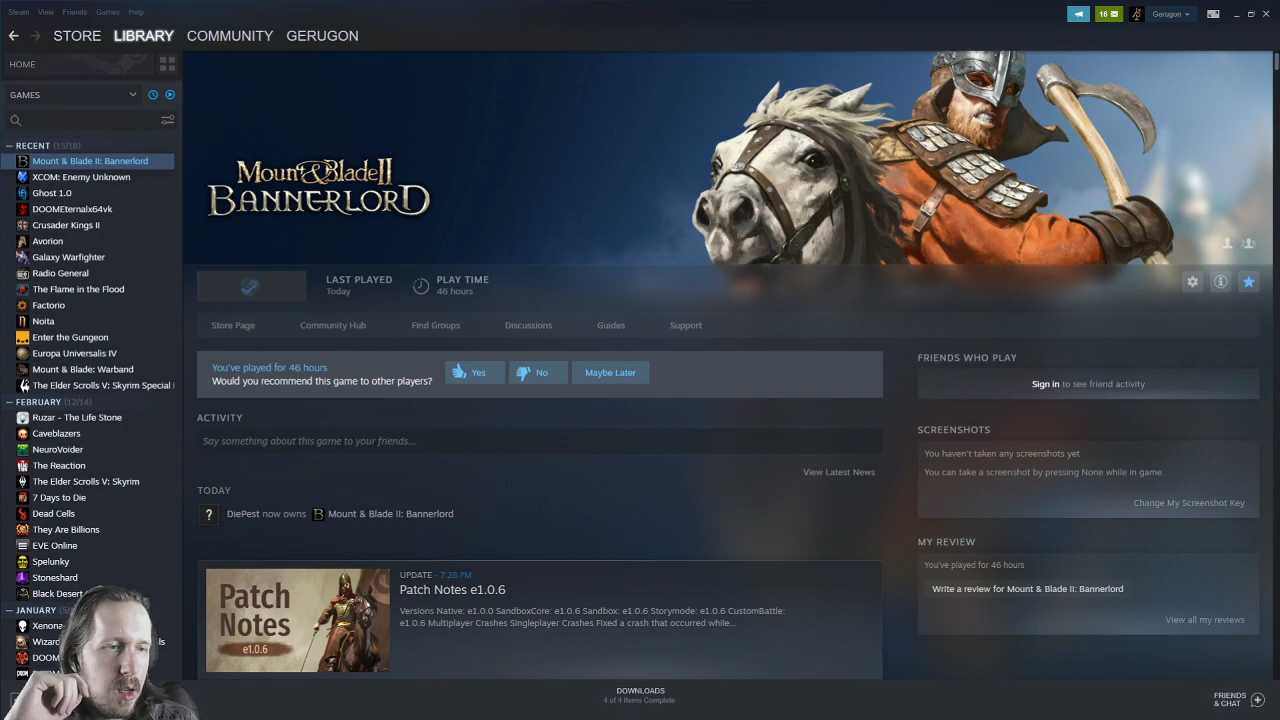 Steam View Friends Games Help
16 Gerugon
STORE LIBRARY COMMUNITY GERUGON
HOME
GAMES
RECENT (15/16)
Mount & Blade II: Bannerlord
XCOM: Enemy Unknown
Ghost 1.0
DOOMEternalx64vk
Crusader Kings II
Avorion
Galaxy Warfighter
Radio General
The Flame in the Flood
Factorio
Noita
Enter the Gungeon
Europa Universalis IV
Mount & Blade: Warband
The Elder Scrolls V: Skyrim Special
FEBRUARY (12/14)
Ruzar - The Life Stone
Caveblazers
NeuroVoider
The Reaction
The Elder Scrolls V: Skyrim
7 Days to Die
Dead Cells
They Are Billions
EVE Online
Spelunky
Stoneshard
Black Desert
JANUARY
Xenona
Wizar ls
DOOM
Mount & Blade II
BANNERLORD
LAST PLAYED
Today
PLAY TIME
46 hours
Store Page Community Hub Find Groups Discussions Guides Support
You've played for 46 hours
Would you recommend this game to other players?
Yes No Maybe Later
ACTIVITY
Say something about this game to your friends...
View Latest News
TODAY
? DiePest now owns Mount & Blade II: Bannerlord
Patch
Notes
e1.0.6
UPDATE - 7:28 PM
Patch Notes e1.0.6
Versions Native: e1.0.0 SandboxCore: e1.0.6 Sandbox: e1.0.6 Storymode: e1.0.6 CustomBattle:
e1.0.6 Multiplayer Crashes Singleplayer Crashes Fixed a crash that occurred while...
FRIENDS WHO PLAY
Sign in to see friend activity
SCREENSHOTS
You haven't taken any screenshots yet
You can take a screenshot by pressing None while in game.
Change My Screenshot Key
MY REVIEW
You've played for 46 hours
Write a review for Mount & Blade II: Bannerlord
View all my reviews
DOWNLOADS
4 of 4 Items Complete
FRIENDS
& CHAT